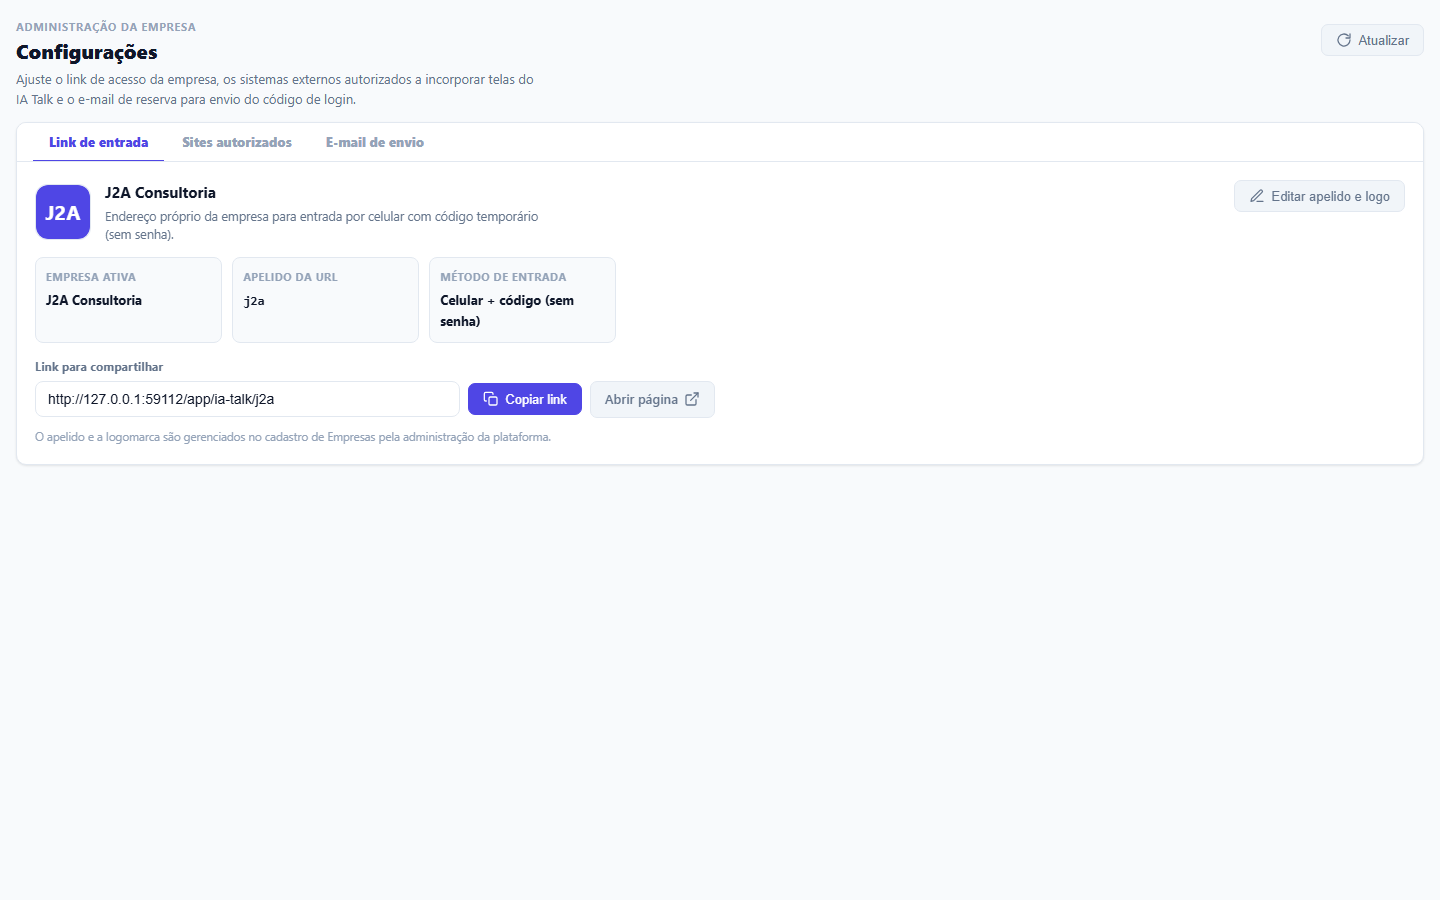 ADMINISTRAÇÃO DA EMPRESA
Configurações
Ajuste o link de acesso da empresa, os sistemas externos autorizados a incorporar telas do
IA Talk e o e-mail de reserva para envio do código de login.
Atualizar
Link de entrada
Sites autorizados
E-mail de envio
J2A
J2A Consultoria
Endereço próprio da empresa para entrada por celular com código temporário
(sem senha).
Editar apelido e logo
EMPRESA ATIVA
J2A Consultoria
APELIDO DA URL
j2a
MÉTODO DE ENTRADA
Celular + código (sem
senha)
Link para compartilhar
http://127.0.0.1:59112/app/ia-talk/j2a
Copiar link
Abrir página
O apelido e a logomarca são gerenciados no cadastro de Empresas pela administração da plataforma.